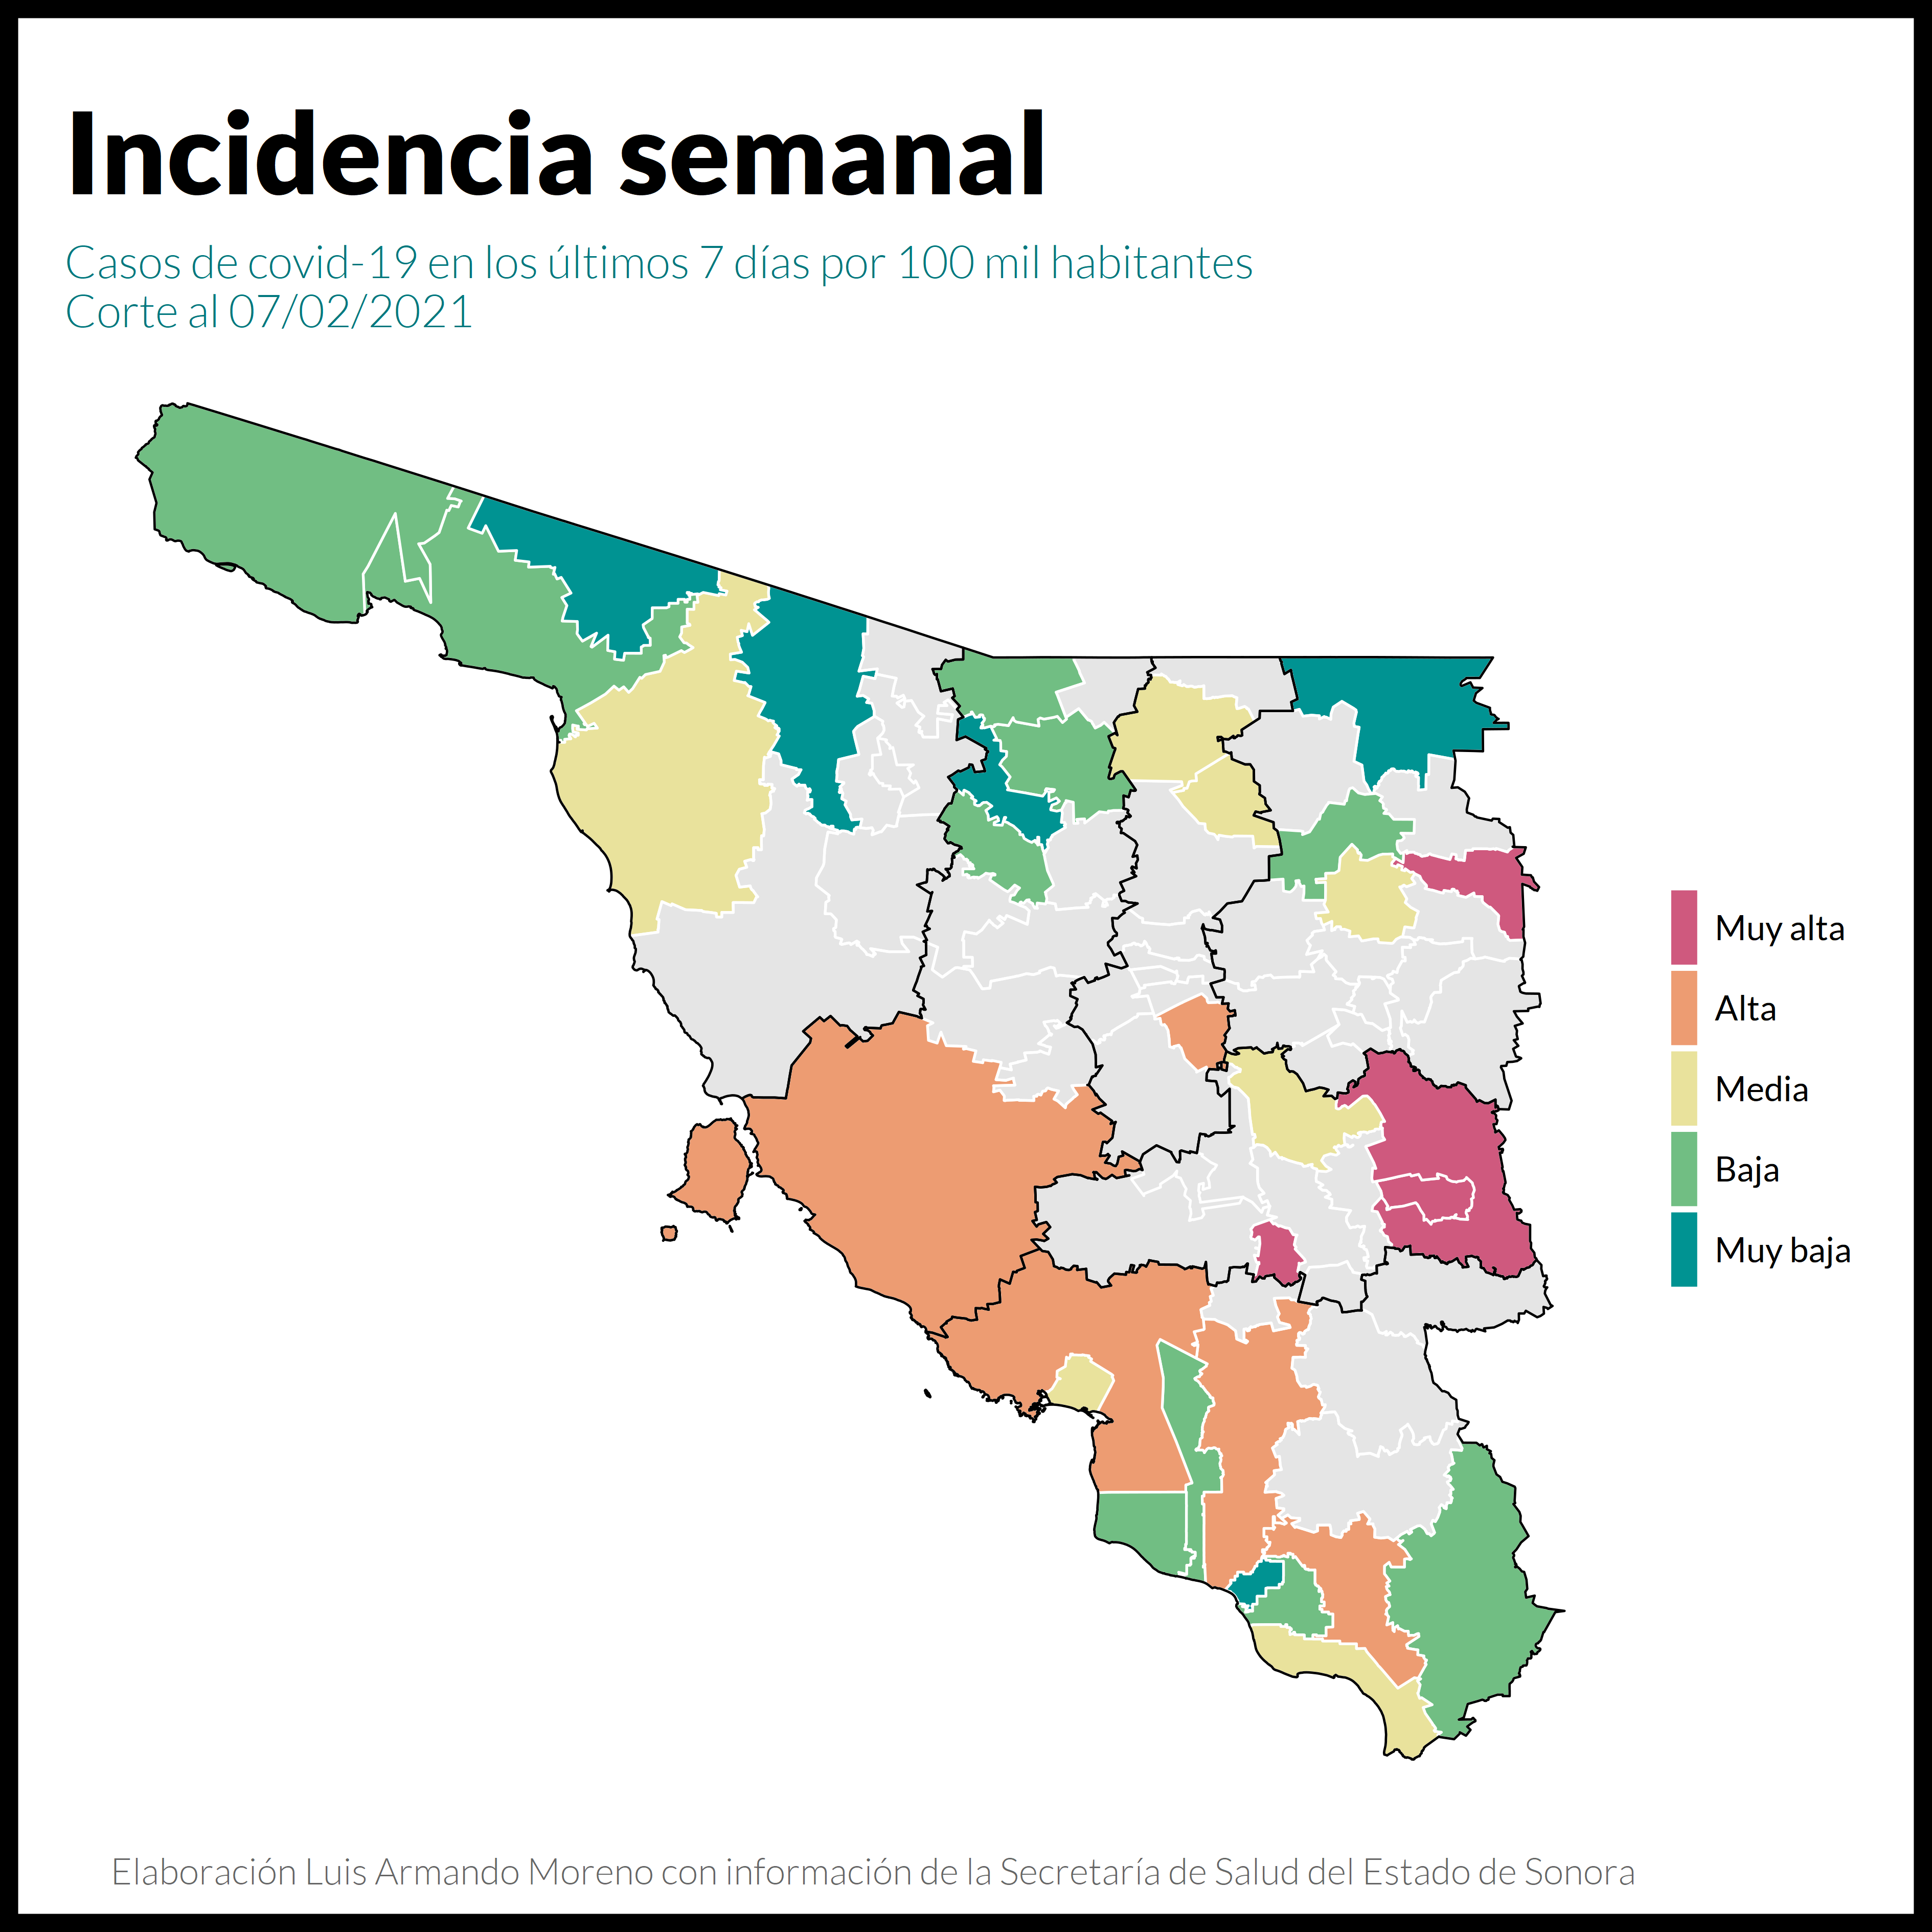 Incidencia semanal
Casos de covid-19 en los últimos 7 días por 100 mil habitantes
Corte al 07/02/2021
Muy alta
Alta
Media
Baja
Muy baja
Elaboración Luis Armando Moreno con información de la Secretaría de Salud del Estado de Sonora